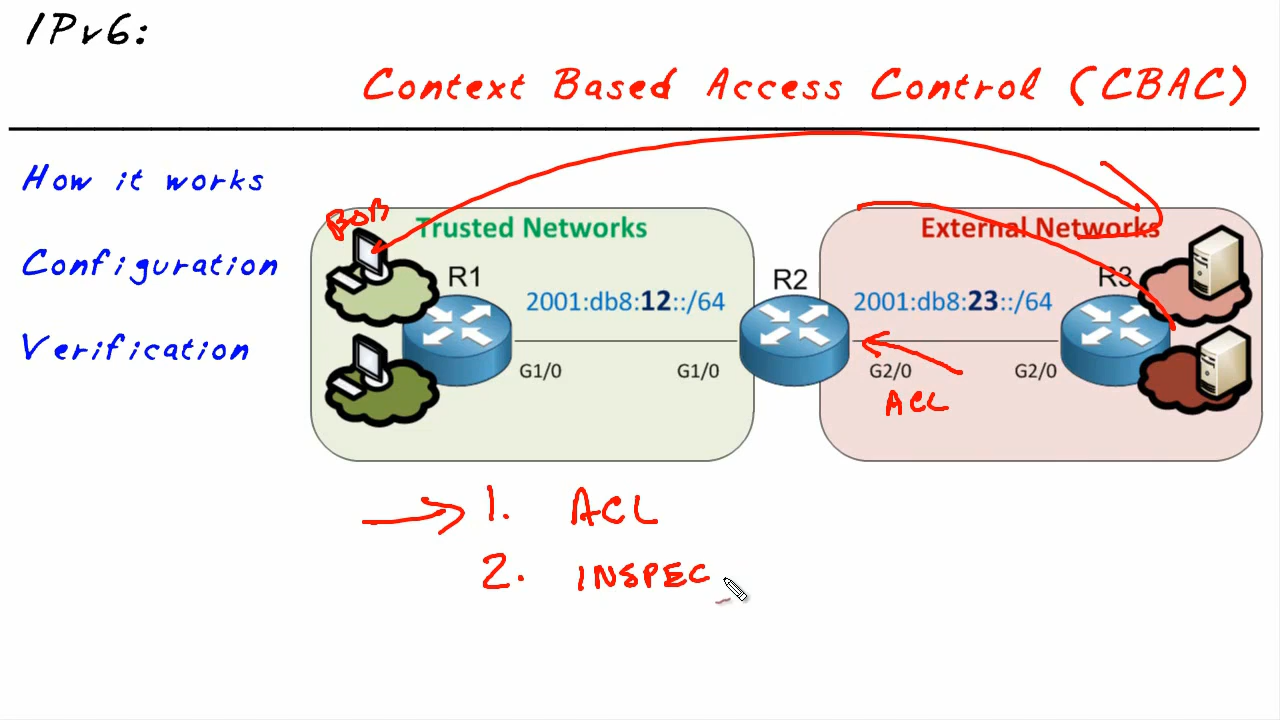 IPv6:
Context Based Access Control (CBAC)
How it works
Configuration
Verification
BOB
Trusted Networks
External Networks
R1
R2
R3
2001:db8:12::/64
2001:db8:23::/64
G1/0
G1/0
G2/0
G2/0
ACL
1. ACL
2. INSPEC